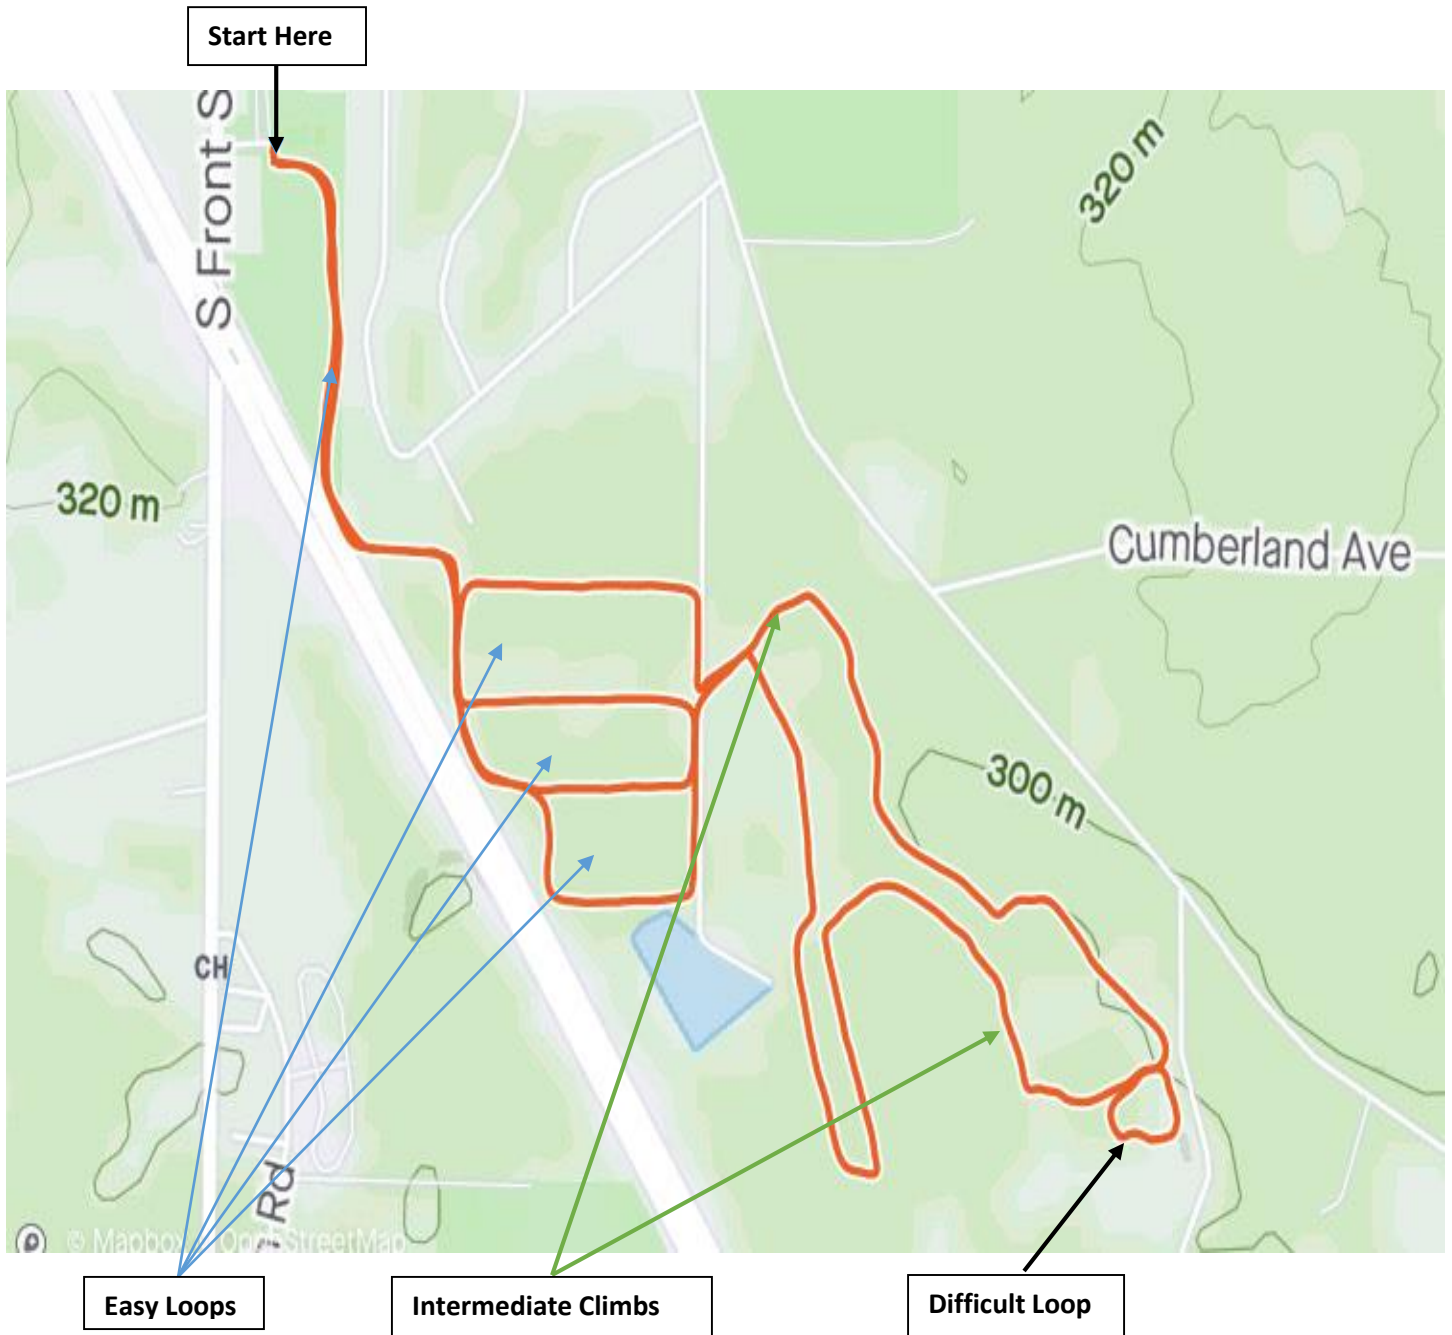 Start Here
S Front S
320 m
320 m
Cumberland Ave
300 m
CH
Rd
© Mapbox OpenStreetMap
Easy Loops
Intermediate Climbs
Difficult Loop